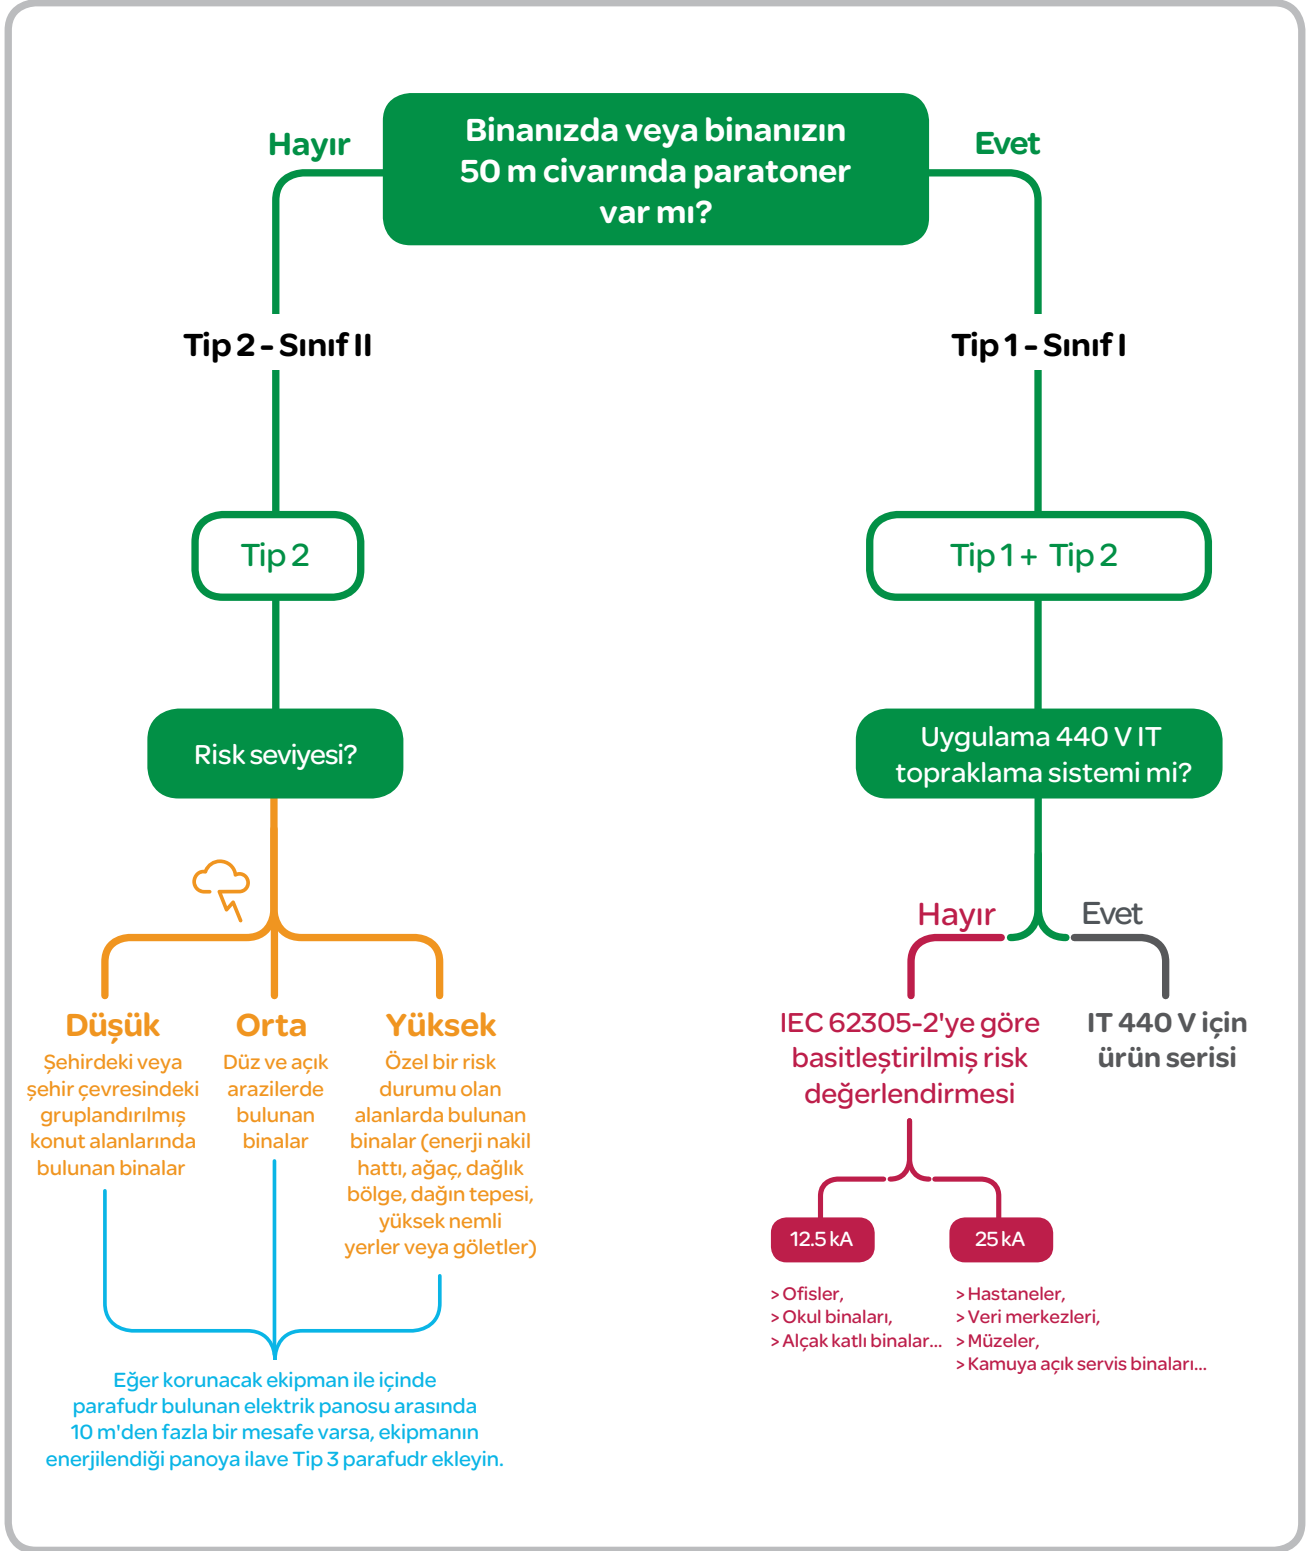 Binanızda veya binanızın
50 m civarında paratoner
var mı?
Hayır
Evet
Tip 2 - Sınıf II
Tip 1 - Sınıf I
Tip 2
Tip 1 + Tip 2
Risk seviyesi?
Uygulama 440 V IT
topraklama sistemi mi?
Düşük
Şehirdeki veya
şehir çevresindeki
gruplandırılmış
konut alanlarında
bulunan binalar
Orta
Düz ve açık
arazilerde
bulunan
binalar
Yüksek
Özel bir risk
durumu olan
alanlarda bulunan
binalar (enerji nakil
hattı, ağaç, dağlık
bölge, dağın tepesi,
yüksek nemli
yerler veya göletler)
Eğer korunacak ekipman ile içinde
parafudr bulunan elektrik panosu arasında
10 m'den fazla bir mesafe varsa, ekipmanın
enerjilendiği panoya ilave Tip 3 parafudr ekleyin.
Hayır
Evet
IEC 62305-2'ye göre
basitleştirilmiş risk
değerlendirmesi
IT 440 V için
ürün serisi
12.5 kA
> Ofisler,
> Okul binaları,
> Alçak katlı binalar...
25 kA
> Hastaneler,
> Veri merkezleri,
> Müzeler,
> Kamuya açık servis binaları...